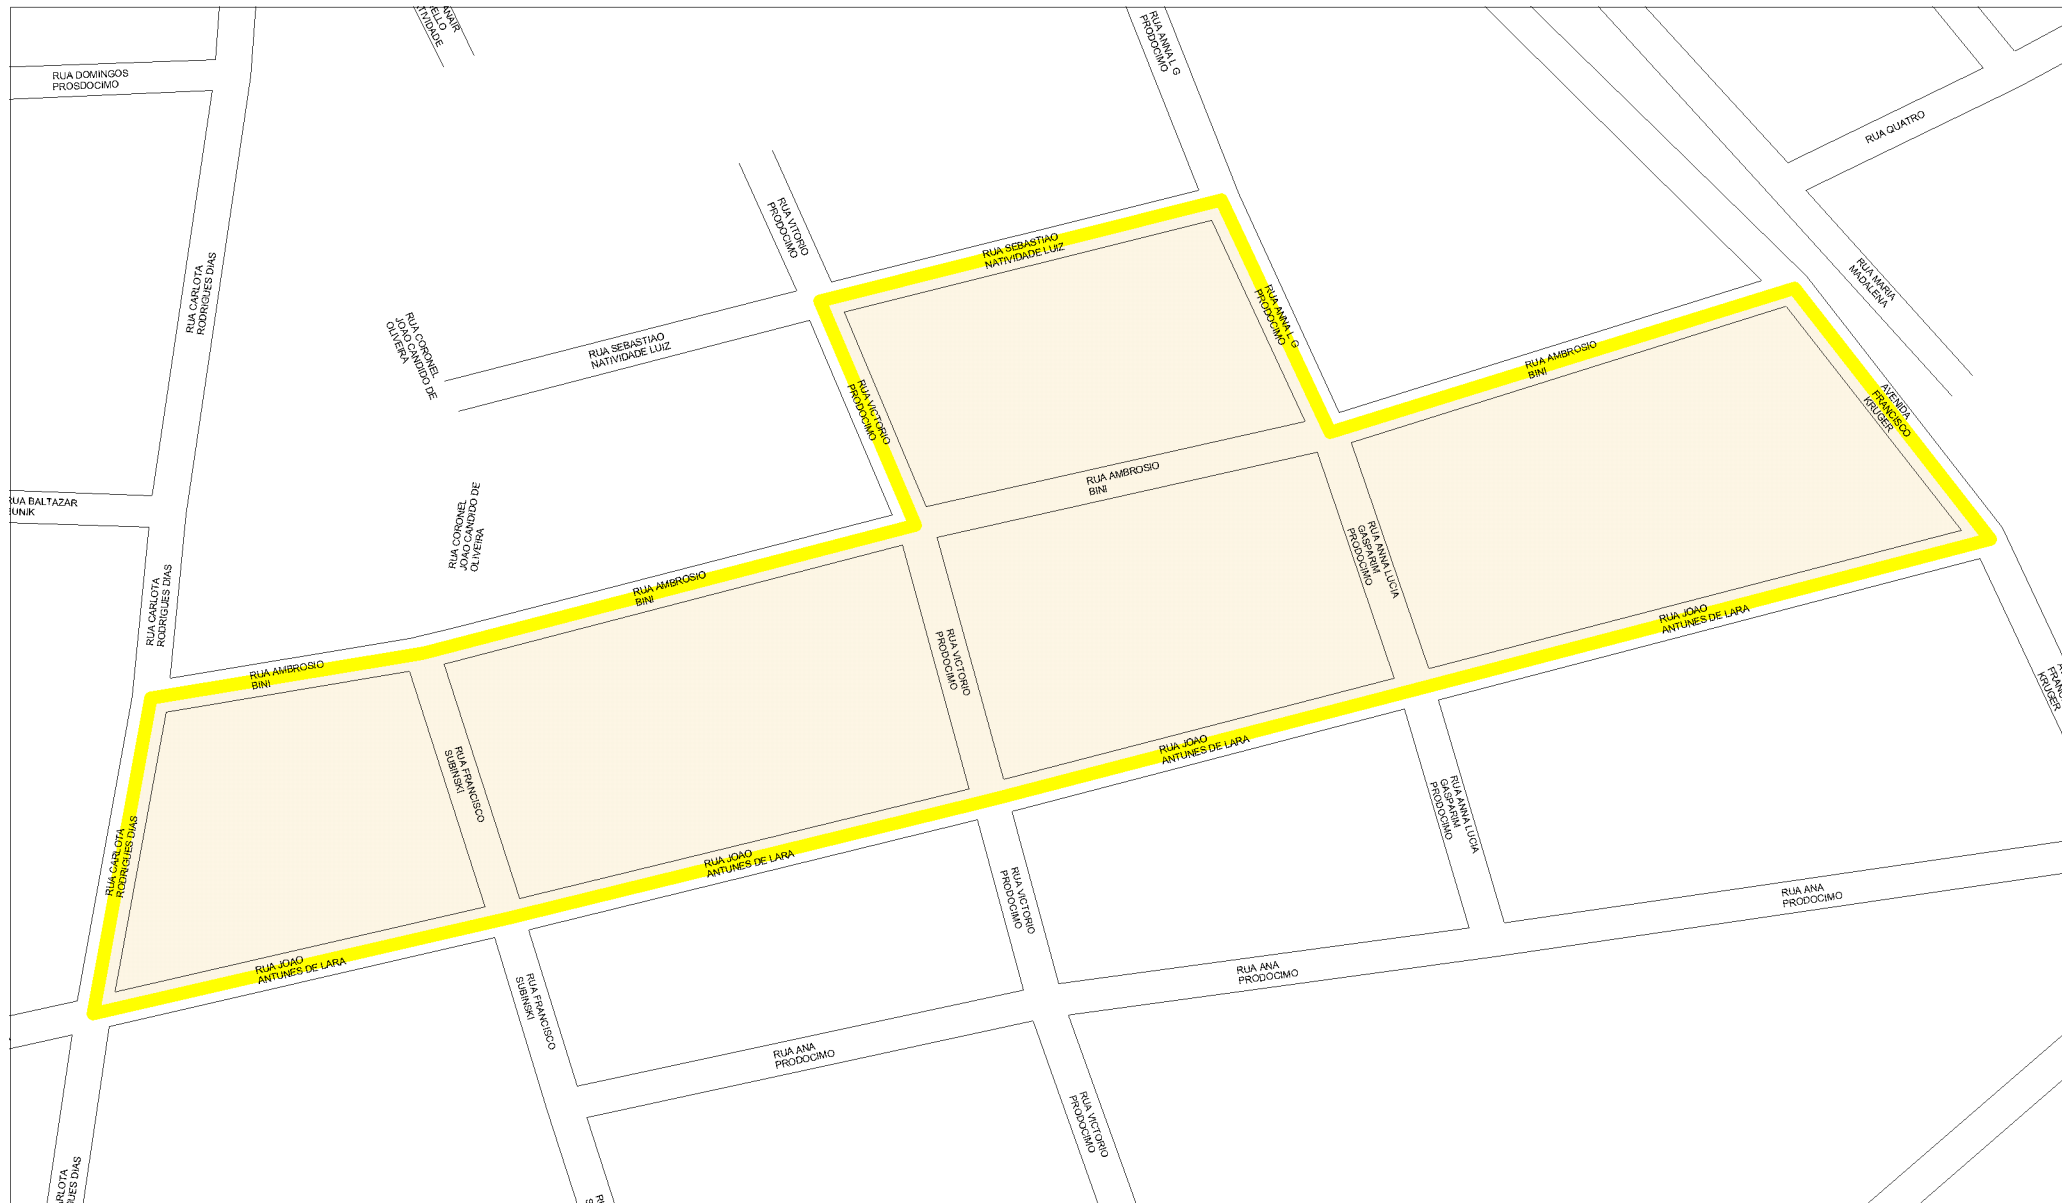 RUA DOMINGOS
PROSDOCIMO
RUA ANNA L G
PRODOCIMO
RUA QUATRO
RUA VITORIO
PRODOCIMO
RUA SEBASTIAO
NATIVIDADE LUIZ
RUA CARLOTA
RODRIGUES DIAS
RUA MARIA
MADALENA
RUA CORONEL
JOAO CANDIDO DE
OLIVEIRA
RUA SEBASTIAO
NATIVIDADE LUIZ
RUA ANNA L G
PRODOCIMO
RUA AMBROSIO
BINI
RUA VICTORIO
PRODOCIMO
AVENIDA
FRANCISCO
KRUGER
RUA AMBROSIO
BINI
RUA BALTAZAR
RUA CORONEL
JOAO CANDIDO DE
OLIVEIRA
RUA ANNA LUCIA
GASPARIM
PRODOCIMO
RUA CARLOTA
RODRIGUES DIAS
RUA AMBROSIO
BINI
RUA JOAO
ANTUNES DE LARA
RUA VICTORIO
PRODOCIMO
RUA AMBROSIO
BINI
KRUGER
RUA FRANCISCO
SUBINSKI
RUA JOAO
ANTUNES DE LARA
RUA ANNA LUCIA
GASPARIM
PRODOCIMO
RUA CARLOTA
RODRIGUES DIAS
RUA JOAO
ANTUNES DE LARA
RUA VICTORIO
PRODOCIMO
RUA ANA
PRODOCIMO
RUA JOAO
ANTUNES DE LARA
RUA ANA
PRODOCIMO
RUA FRANCISCO
SUBINSKI
RUA ANA
PRODOCIMO
RUA VICTORIO
PRODOCIMO
DIAS